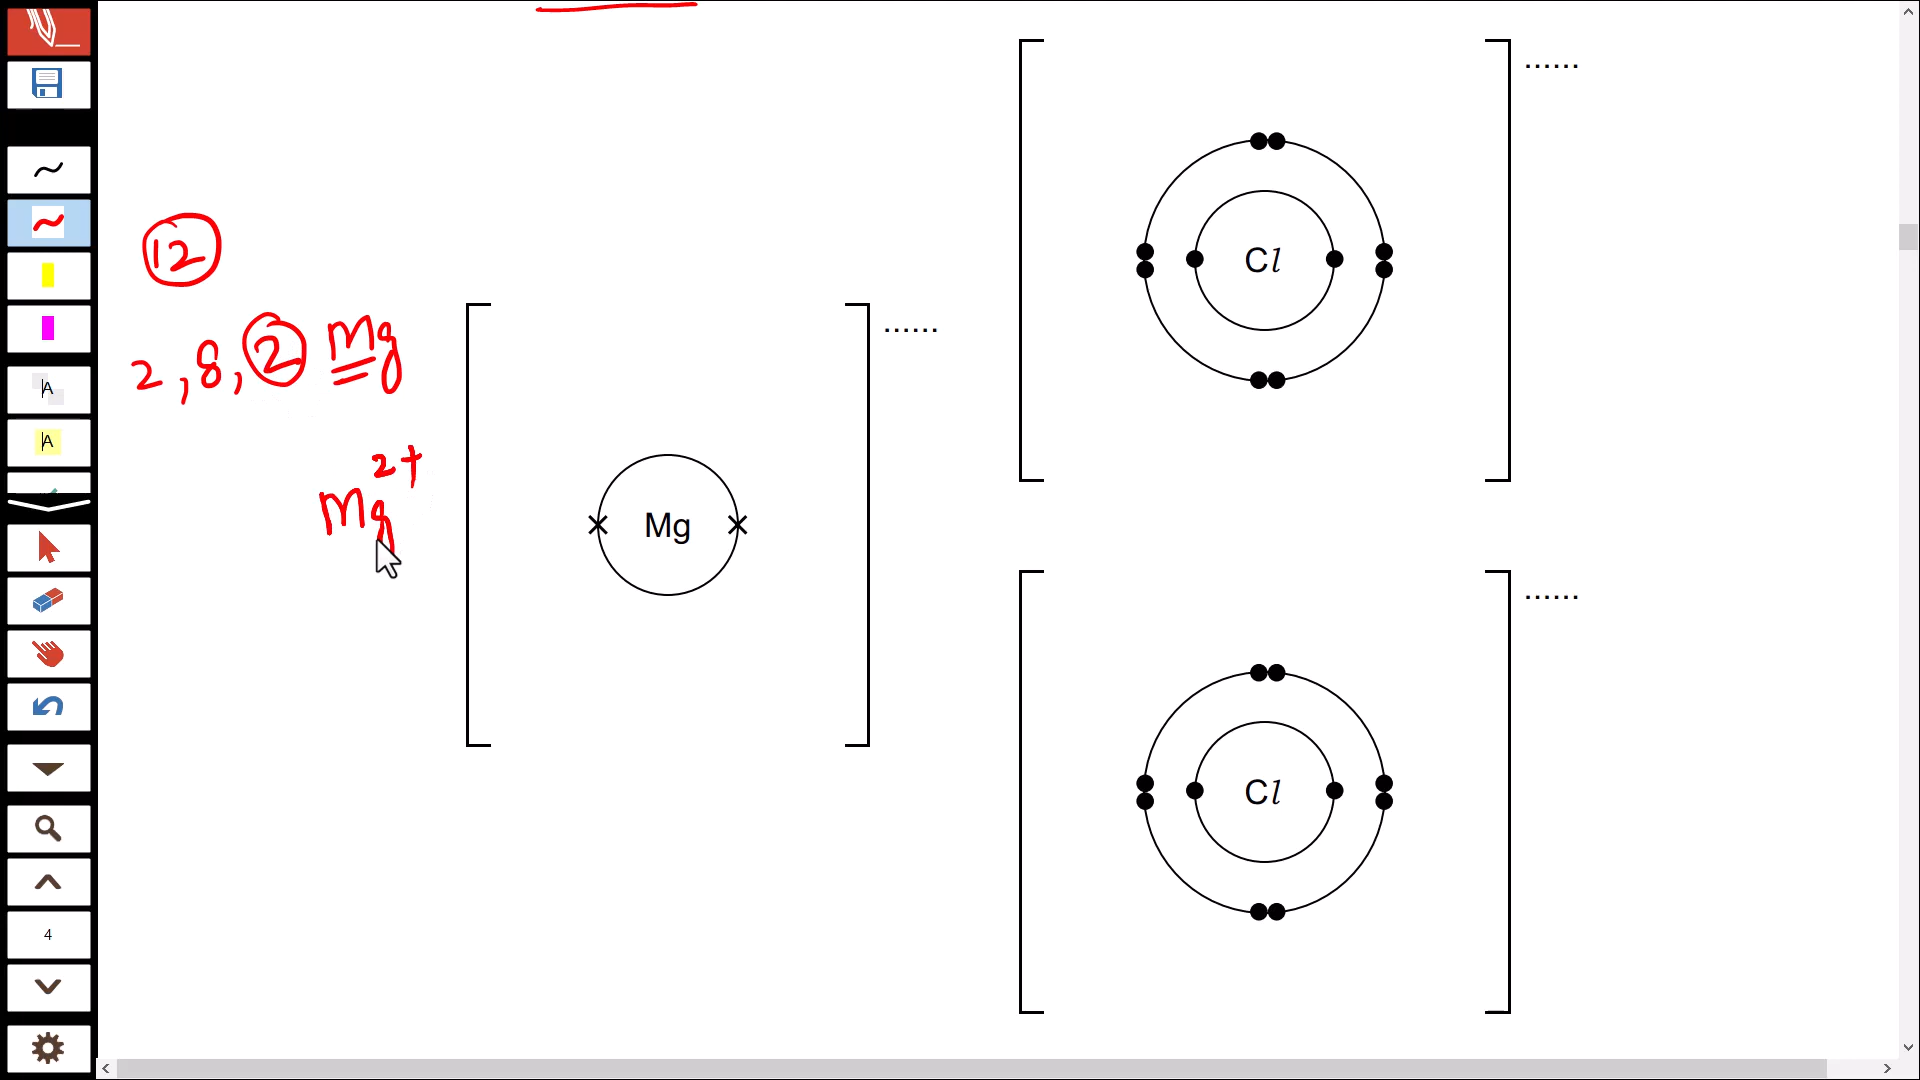 ......
Cl
12
2, 8, 2 Mg
......
A
A
Mg2+
Mg
......
Cl
4